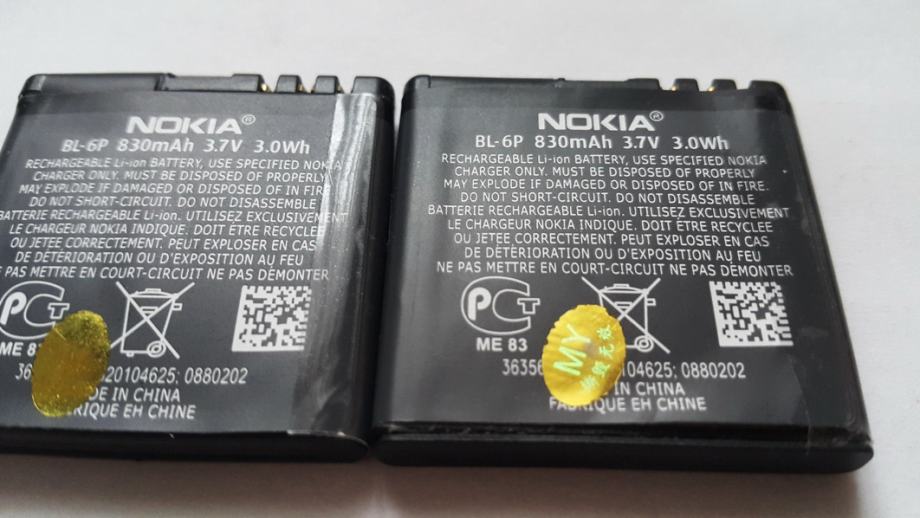 NOKIA®
BL-6P 830mAh 3.7V 3.0Wh
RECHARGEABLE Li-ion BATTERY, USE SPECIFIED NOKIA
CHARGER ONLY. MUST BE DISPOSED OF PROPERLY
MAY EXPLODE IF DAMAGED OR DISPOSED OF IN FIRE.
DO NOT SHORT-CIRCUIT. DO NOT DISASSEMBLE.
BATTERIE RECHARGEABLE Li-ion. UTILISEZ EXCLUSIVEMENT
LE CHARGEUR NOKIA INDIQUE. DOIT ÊTRE RECYCLEE
OU JETEE CORRECTEMENT. PEUT EXPLOSER EN CAS
DE DÉTÉRIORATION OU D'EXPOSITION AU FEU
E PAS METTRE EN COURT-CIRCUIT NE PAS DÉMONTER
PCT
ME 83
36 20104625; 0880202
DE IN CHINA
RIQUE EH CHINE
NOKIA®
BL-6P 830mAh 3.7V 3.0Wh
RECHARGEABLE Li-ion BATTERY, USE SPECIFIED NOKIA
CHARGER ONLY. MUST BE DISPOSED OF PROPERLY
MAY EXPLODE IF DAMAGED OR DISPOSED OF IN FIRE.
DO NOT SHORT-CIRCUIT. DO NOT DISASSEMBLE.
BATTERIE RECHARGEABLE Li-ion. UTILISEZ EXCLUSIVEMENT
LE CHARGEUR NOKIA INDIQUE. DOIT ÊTRE RECYCLEE
OU JETEE CORRECTEMENT. PEUT EXPLOSER EN CAS
DE DÉTÉRIORATION OU D'EXPOSITION AU FEU
NE PAS METTRE EN COURT-CIRCUIT NE PAS DÉMONTER
PCT
ME 83
MY
3635 25; 0880202
IN CHINA
FABRIQUE EH CHINE